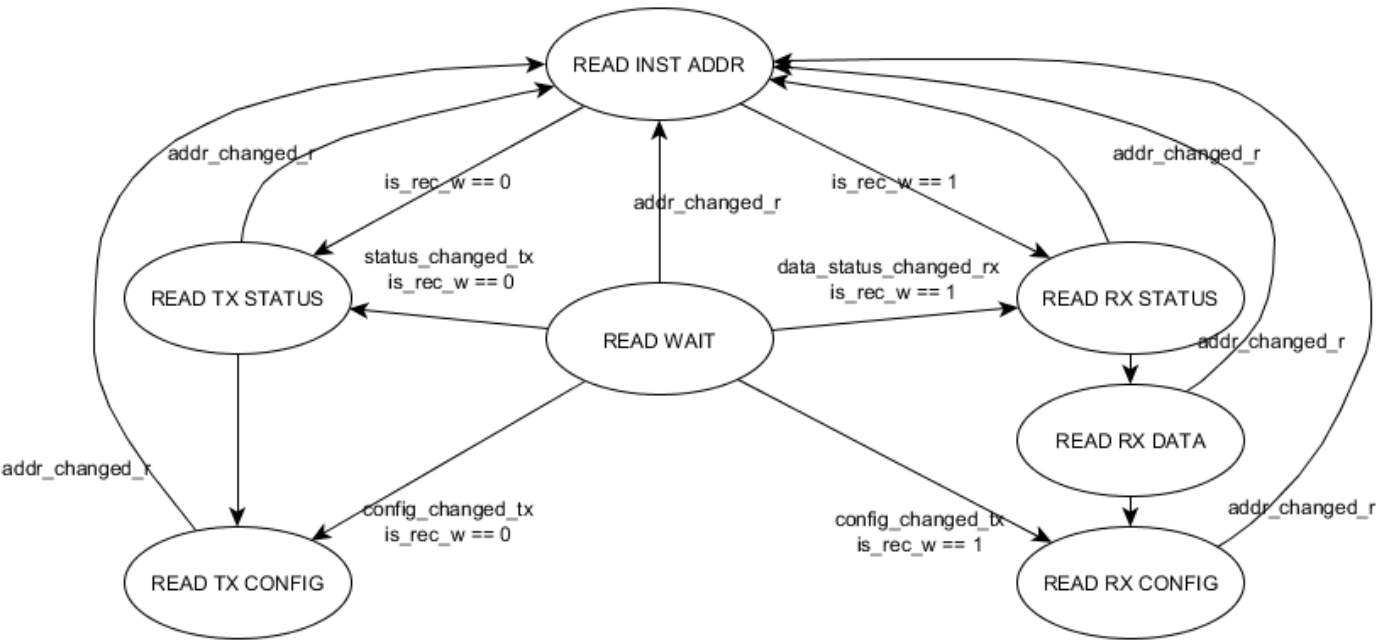 READ INST ADDR
addr_changed_r
addr_changed_r
is_rec_w == 0
is_rec_w == 1
addr_changed_r
status_changed_tx
is_rec_w == 0
data_status_changed_rx
is_rec_w == 1
READ TX STATUS
READ RX STATUS
READ WAIT
addr_changed_r
READ RX DATA
addr_changed_r
config_changed_tx
is_rec_w == 0
config_changed_tx
is_rec_w == 1
addr_changed_r
READ TX CONFIG
READ RX CONFIG